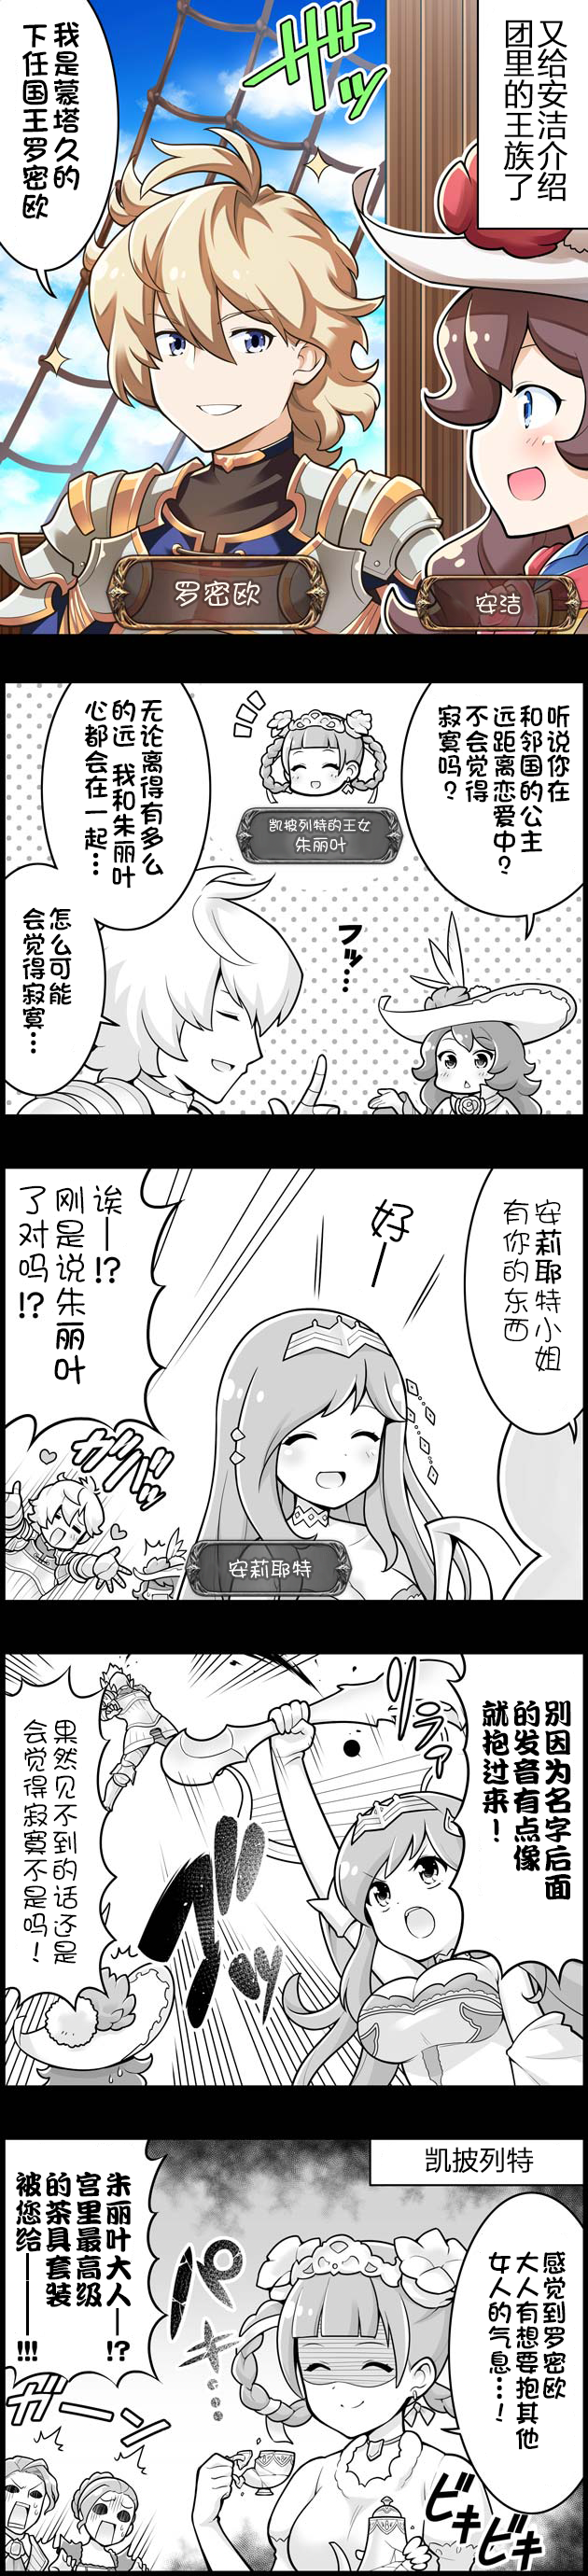 又给安洁介绍
团里的王族了
ザザッ
我是蒙塔久的
下任国王罗密欧
罗密欧
安洁
听说你在
和邻国的公主
远距离恋爱中？
不会觉得
寂寞吗？
凯披列特的王女
朱丽叶
无论离得有多么
的远 我和朱丽叶
心都会在一起…
フッ…
怎么可能
会觉得寂寞…
安莉耶特小姐
有你的东西
好—
诶—!?
刚是说朱丽叶
了对吗!?
ガバッ
安莉耶特
别因为名字后面
的发音有点像
就抱过来！
果然见不到的话还是
会觉得寂寞不是吗！
凯披列特
感觉到罗密欧
大人有想要抱其他
女人的气息…！
パキ…
朱丽叶大人—!?
宫里最高级
的茶具套装
被您给——!!!
ガーン
ビキビキ